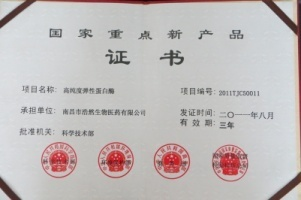 国家重点新产品
证书
项目名称 高纯度弹性蛋白酶 项目编号 2011TJC50011
承担单位 南昌市浩然生物医药有限公司 发证时间 二〇一一年八月
批准机关 科学技术部 有效期 三年